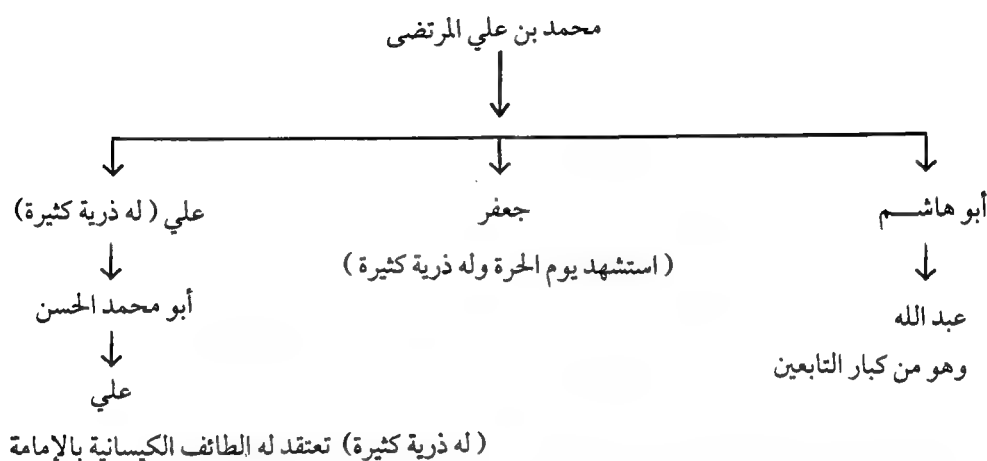 محمد بن علي المرتضى
أبو هاشـــم
جعفر
علي ( له ذرية كثيرة)
( استشهد يوم الحرة وله ذرية كثيرة )
عبد الله
أبو محمد الحسن
وهو من كبار التابعين
علي
( له ذرية كثيرة) تعتقد له الطائف الكيسانية بالإمامة